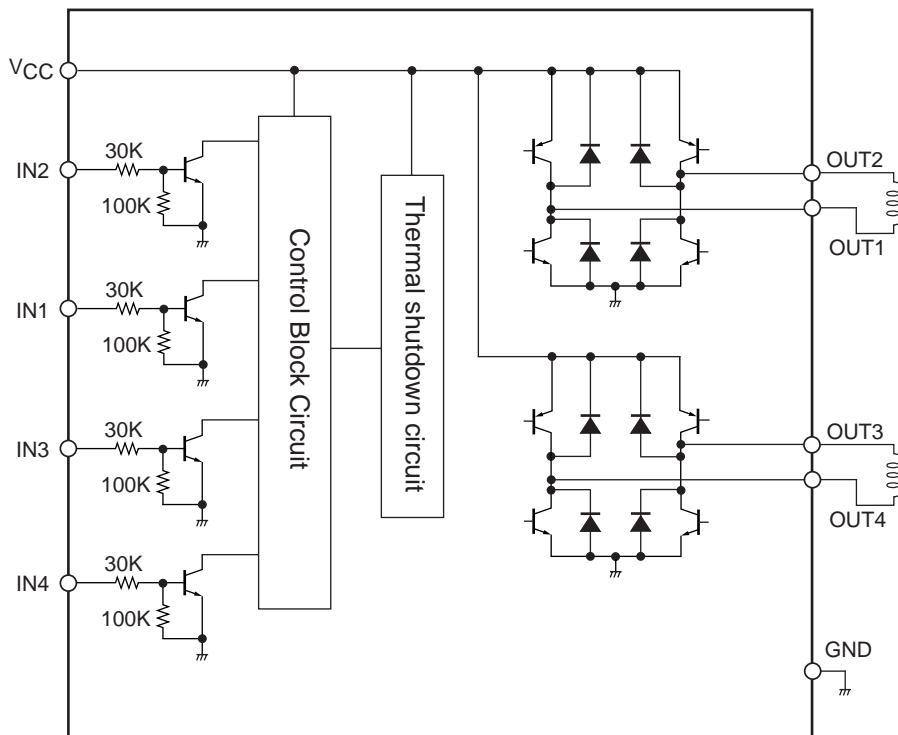 VCC
IN2
30K
100K
IN1
30K
100K
IN3
30K
100K
IN4
30K
100K
Control Block Circuit
Thermal shutdown circuit
OUT2
OUT1
OUT3
OUT4
GND